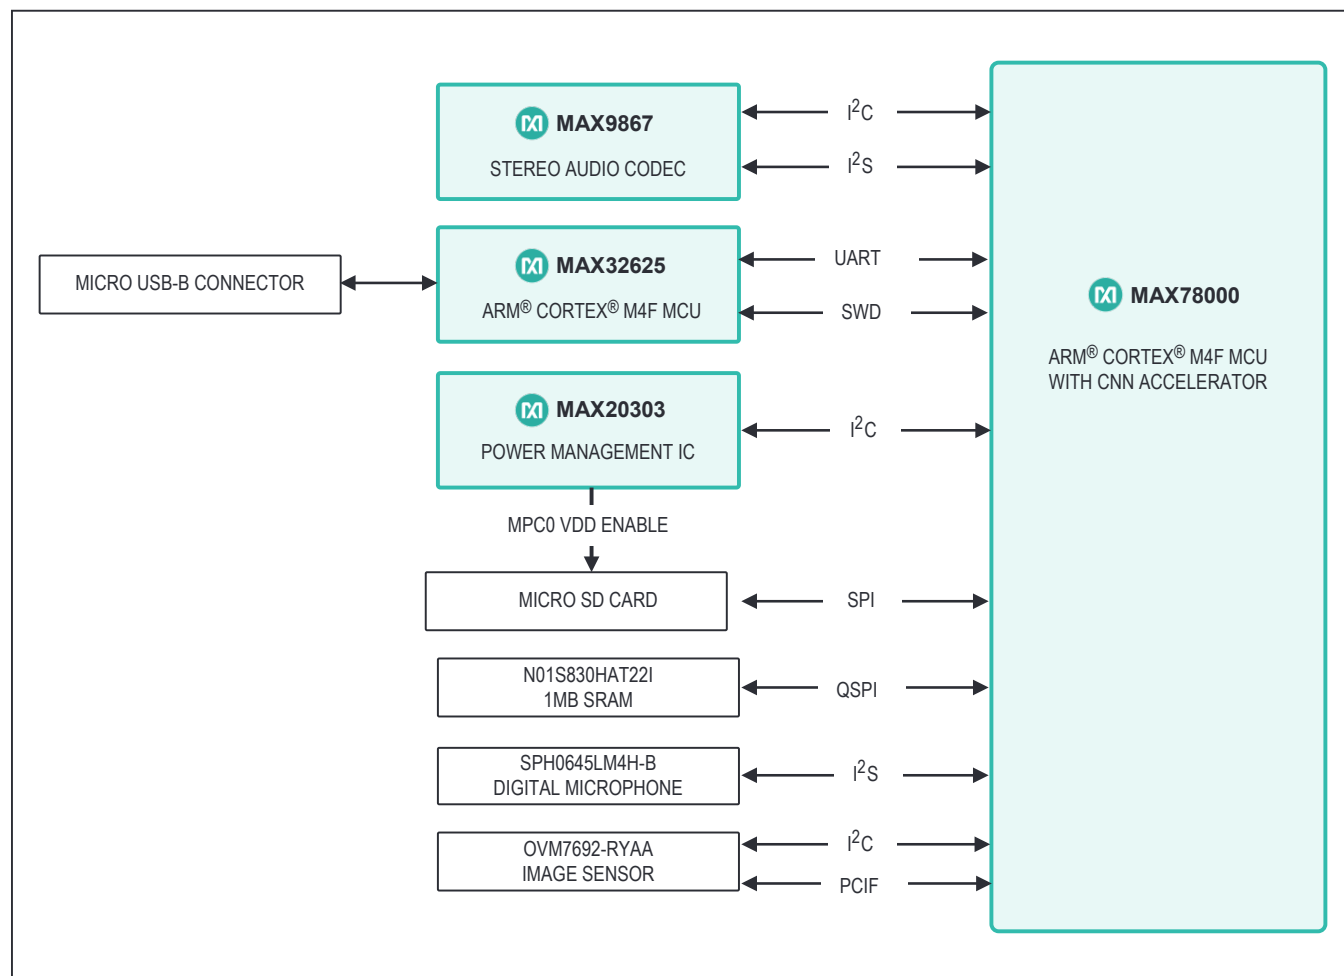 MAX9867
STEREO AUDIO CODEC
I²C
I²S
MICRO USB-B CONNECTOR
MAX32625
ARM® CORTEX® M4F MCU
UART
SWD
MAX20303
POWER MANAGEMENT IC
I²C
MPC0 VDD ENABLE
MICRO SD CARD
SPI
N01S830HAT22I
1MB SRAM
QSPI
SPH0645LM4H-B
DIGITAL MICROPHONE
I²S
OVM7692-RYAA
IMAGE SENSOR
I²C
PCIF
MAX78000
ARM® CORTEX® M4F MCU
WITH CNN ACCELERATOR